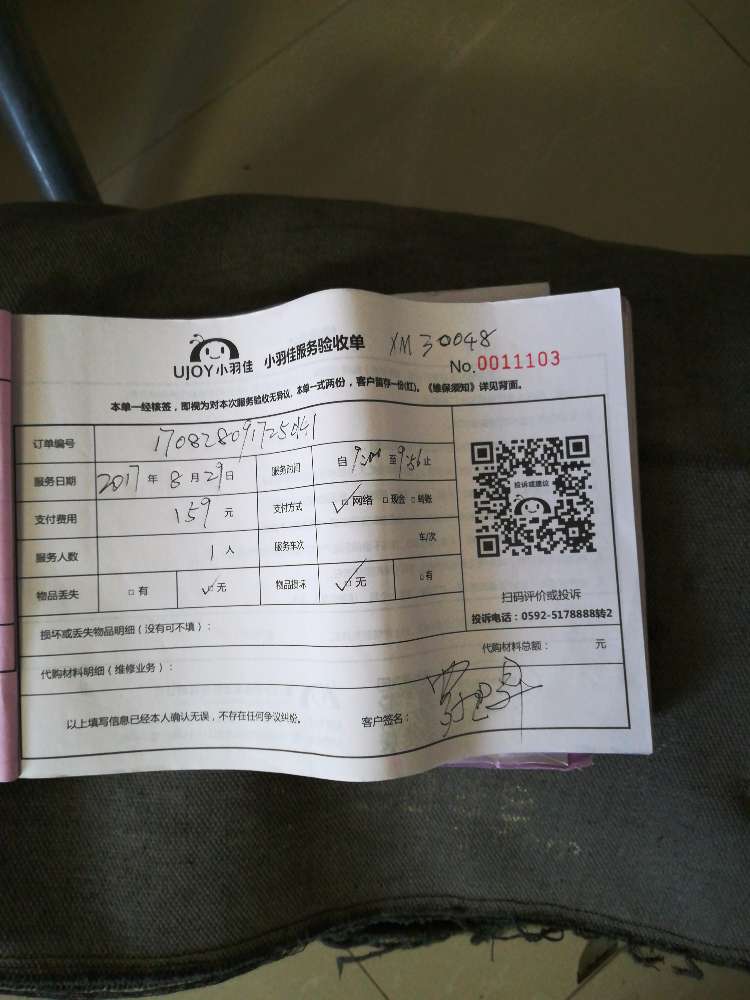 UJOY小羽佳 小羽佳服务验收单 XM30048
No.0011103
本单一经核签，即视为对本次服务验收无异议。本单一式两份，客户留存一份(红)。《维保须知》详见背面。
订单编号
服务日期 2017 年 8 月 29 日 服务时间 自 至 9:56 止
支付费用 159 元 支付方式 ☑网络 □现金 □转账
服务人数 1 人 服务车次 车/次
物品丢失 □有 ☑无 物品损坏 ☑无 □有
投诉或建议
扫码评价或投诉
投诉电话：0592-5178888转2
损坏或丢失物品明细（没有可不填）：
代购材料明细（维修业务）： 代购材料总额： 元
以上填写信息已经本人确认无误，不存在任何争议纠纷。 客户签名：